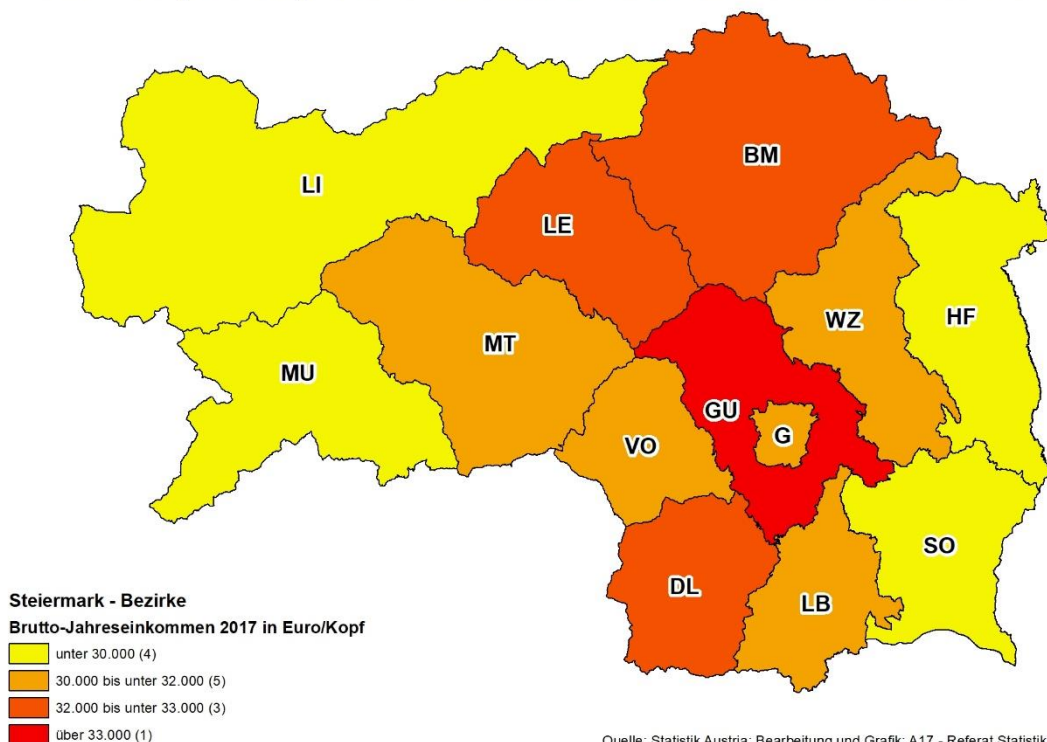 BM
LI
LE
WZ
HF
MT
MU
GU
G
VO
SO
DL
LB
Steiermark - Bezirke
Brutto-Jahreseinkommen 2017 in Euro/Kopf
unter 30.000 (4)
30.000 bis unter 32.000 (5)
32.000 bis unter 33.000 (3)
über 33.000 (1)
Quelle: Statistik Austria; Bearbeitung und Grafik: A17 - Referat Statistik